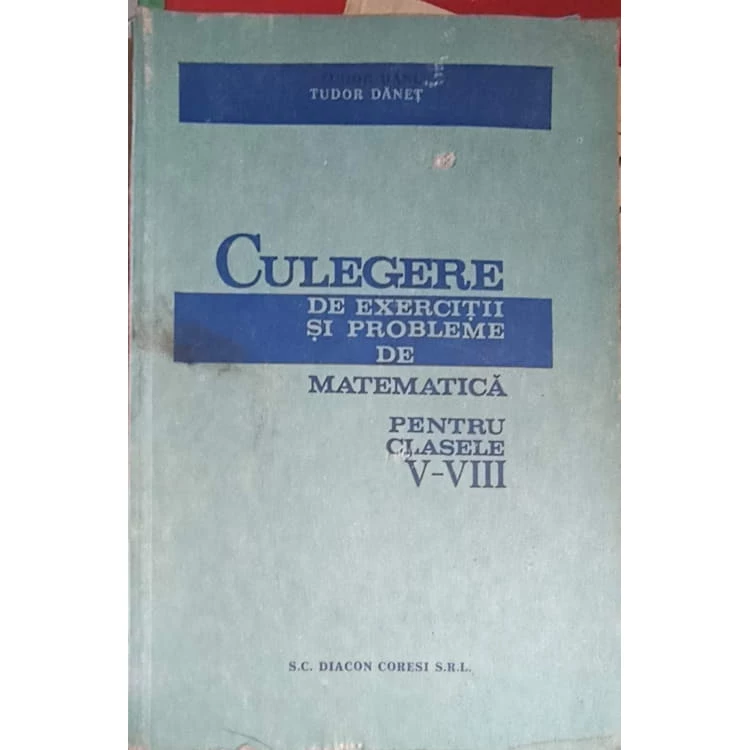 TUDOR DĂNEȚ
CULEGERE
DE EXERCIȚII
ȘI PROBLEME
DE
MATEMATICĂ
PENTRU
CLASELE
V-VIII
S.C. DIACON CORESI S.R.L.